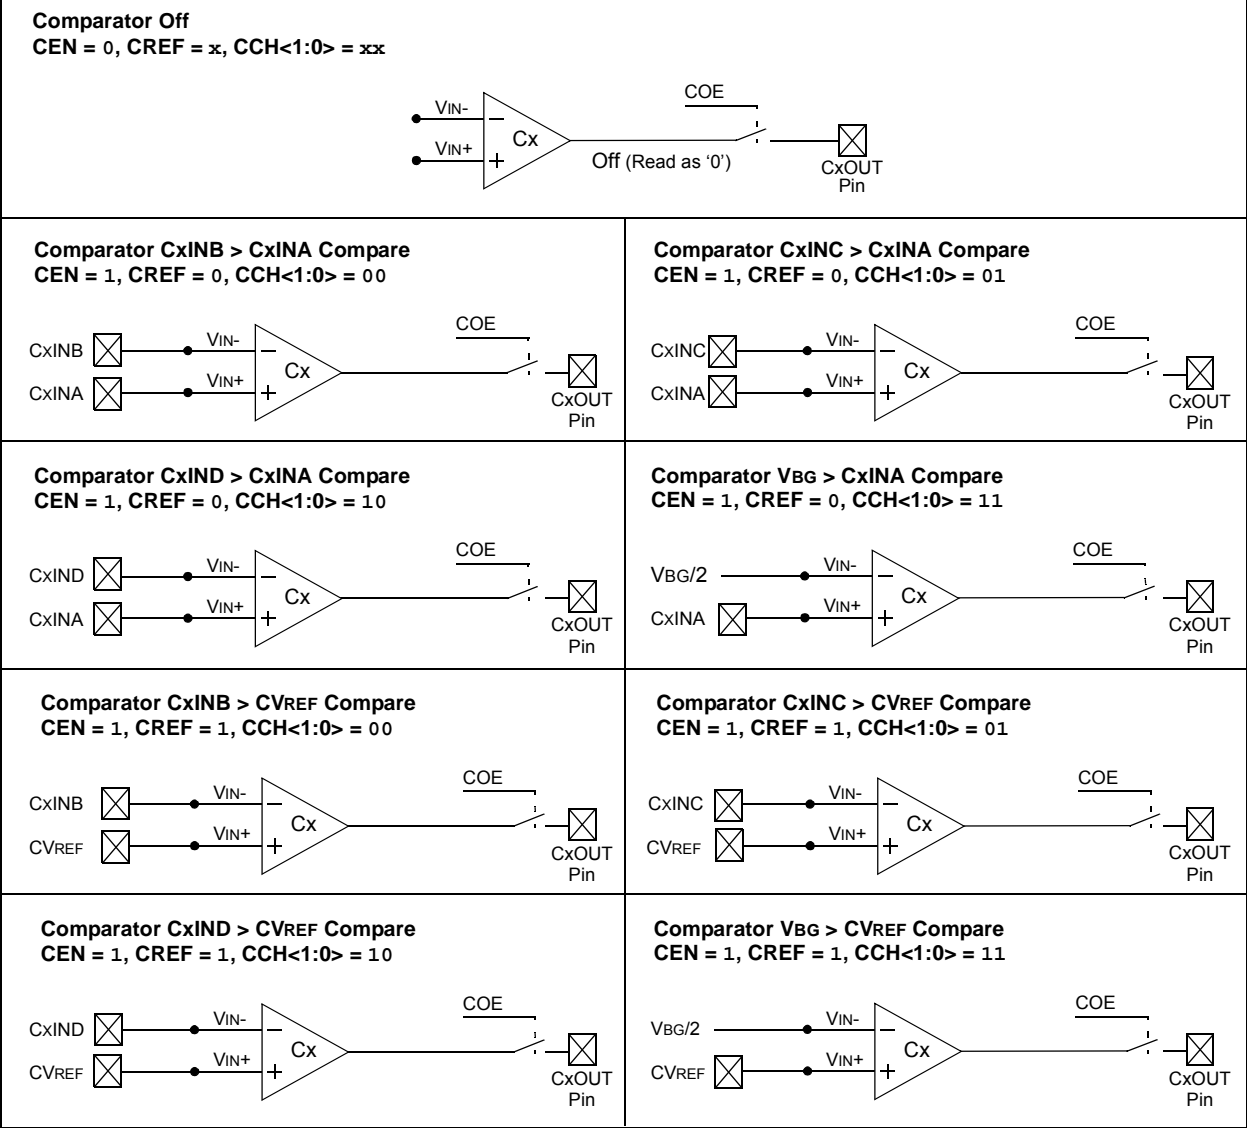 Comparator Off
CEN = 0, CREF = x, CCH<1:0> = xx
COE
VIN-
VIN+
Cx
Off (Read as ‘0’)
CxOUT
Pin
Comparator CxINB > CxINA Compare
CEN = 1, CREF = 0, CCH<1:0> = 00
COE
CxINB
VIN-
CxINA
VIN+
Cx
CxOUT
Pin
Comparator CxINC > CxINA Compare
CEN = 1, CREF = 0, CCH<1:0> = 01
COE
CxINC
VIN-
CxINA
VIN+
Cx
CxOUT
Pin
Comparator CxIND > CxINA Compare
CEN = 1, CREF = 0, CCH<1:0> = 10
COE
CxIND
VIN-
CxINA
VIN+
Cx
CxOUT
Pin
Comparator VBG > CxINA Compare
CEN = 1, CREF = 0, CCH<1:0> = 11
COE
VBG/2
VIN-
CxINA
VIN+
Cx
CxOUT
Pin
Comparator CxINB > CVREF Compare
CEN = 1, CREF = 1, CCH<1:0> = 00
COE
CxINB
VIN-
CVREF
VIN+
Cx
CxOUT
Pin
Comparator CxINC > CVREF Compare
CEN = 1, CREF = 1, CCH<1:0> = 01
COE
CxINC
VIN-
CVREF
VIN+
Cx
CxOUT
Pin
Comparator CxIND > CVREF Compare
CEN = 1, CREF = 1, CCH<1:0> = 10
COE
CxIND
VIN-
CVREF
VIN+
Cx
CxOUT
Pin
Comparator VBG > CVREF Compare
CEN = 1, CREF = 1, CCH<1:0> = 11
COE
VBG/2
VIN-
CVREF
VIN+
Cx
CxOUT
Pin